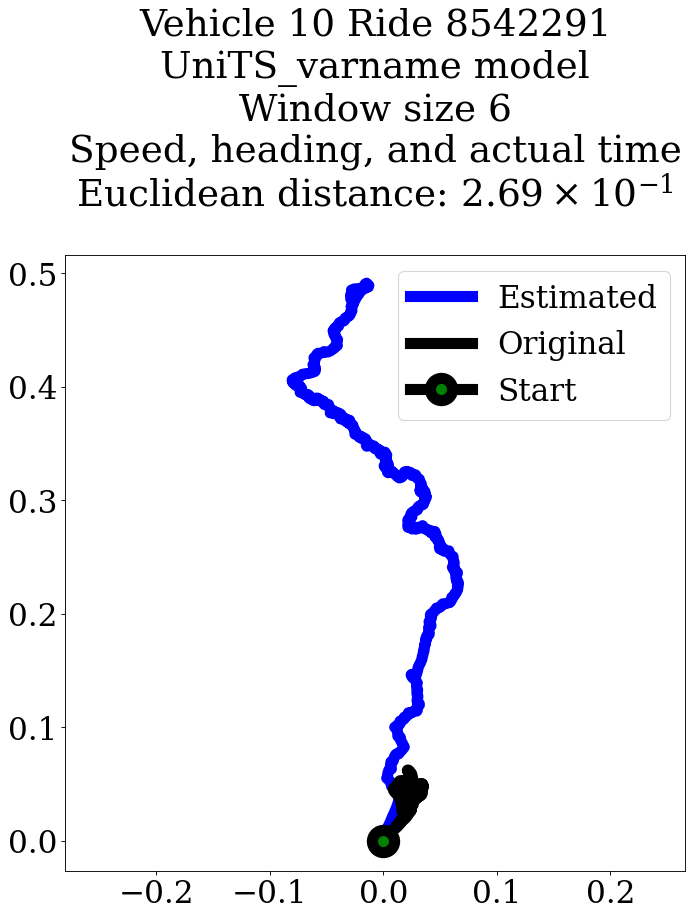 Vehicle 10 Ride 8542291
UniTS_varname model
Window size 6
Speed, heading, and actual time
Euclidean distance: 2.69 × 10⁻¹
Estimated
Original
Start
0.5
0.4
0.3
0.2
0.1
0.0
−0.2 −0.1 0.0 0.1 0.2